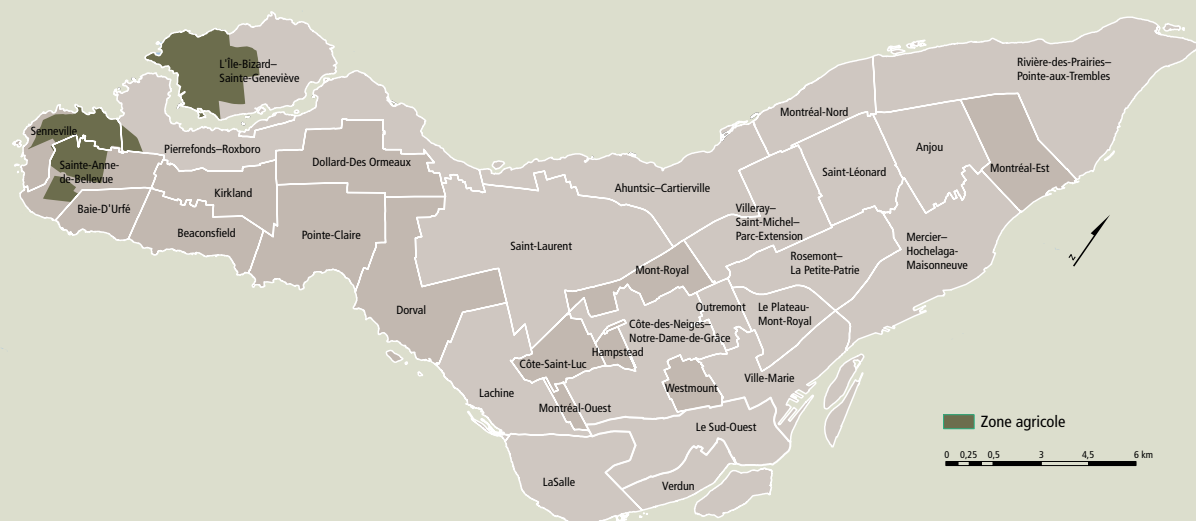 L'Île-Bizard–
Sainte-Geneviève
Rivière-des-Prairies–
Pointe-aux-Trembles
Montréal-Nord
Senneville
Pierrefonds–Roxboro
Dollard-Des Ormeaux
Anjou
Saint-Léonard
Montréal-Est
Sainte-Anne-
de-Bellevue
Kirkland
Ahuntsic–Cartierville
Baie-D'Urfé
Beaconsfield
Pointe-Claire
Saint-Laurent
Villeray–
Saint-Michel–
Parc-Extension
Mercier–
Hochelaga-
Maisonneuve
Rosemont–
La Petite-Patrie
Mont-Royal
N
Dorval
Outremont
Le Plateau-
Mont-Royal
Côte-des-Neiges–
Notre-Dame-de-Grâce
Hampstead
Côte-Saint-Luc
Ville-Marie
Westmount
Lachine
Montréal-Ouest
Le Sud-Ouest
Zone agricole
0 0,25 0,5 3 4,5 6 km
LaSalle
Verdun